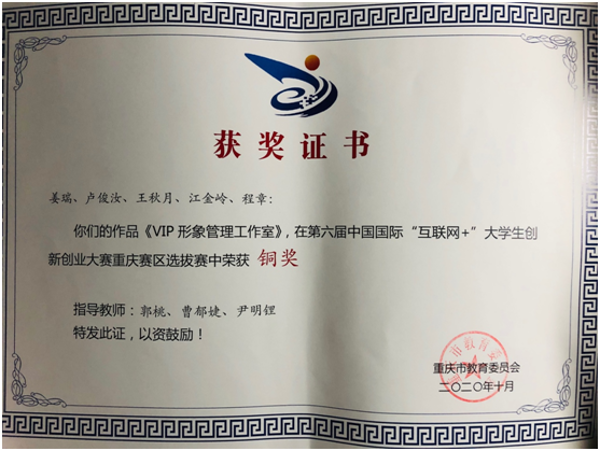 获奖证书
姜瑞、卢俊汝、王秋月、江金岭、程章：
你们的作品《VIP形象管理工作室》，在第六届中国国际“互联网+”大学生创
新创业大赛重庆赛区选拔赛中荣获 铜奖
指导教师：郭桃、曹郁婕、尹明锂
特发此证，以资鼓励！
重庆市教育委员会
二〇二〇年十月